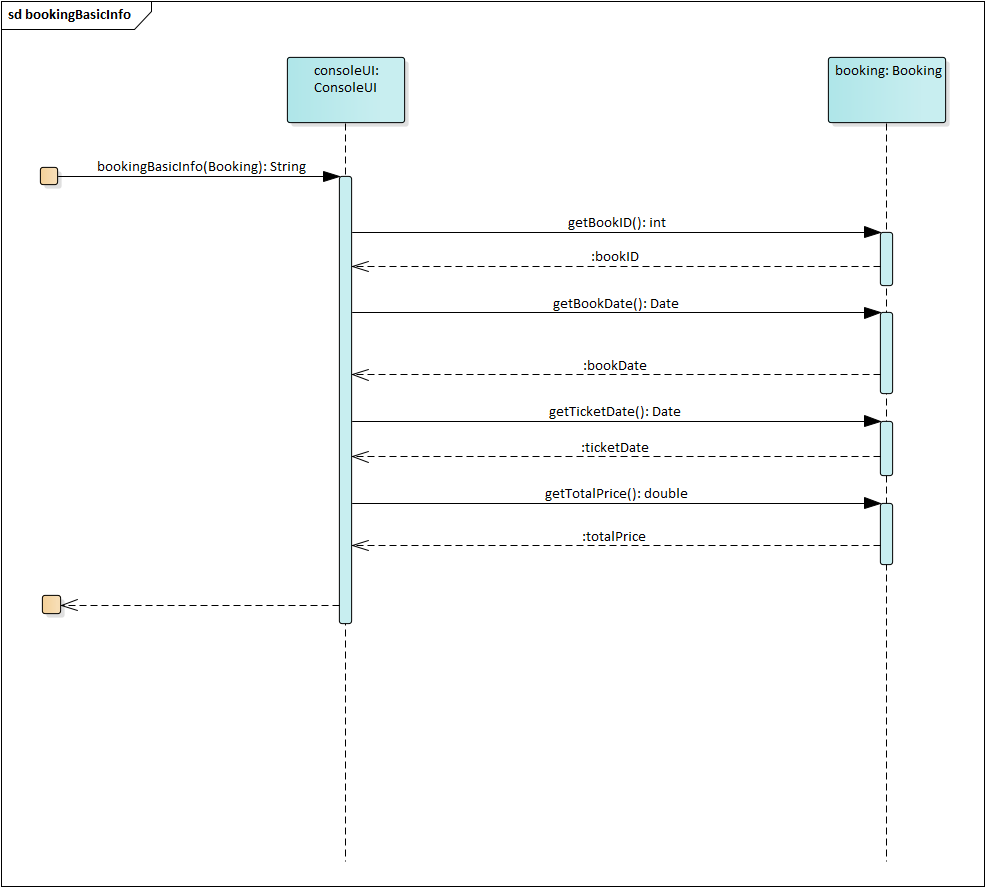 sd bookingBasicInfo
consoleUI:
ConsoleUI
booking: Booking
bookingBasicInfo(Booking): String
getBookID(): int
:bookID
getBookDate(): Date
:bookDate
getTicketDate(): Date
:ticketDate
getTotalPrice(): double
:totalPrice